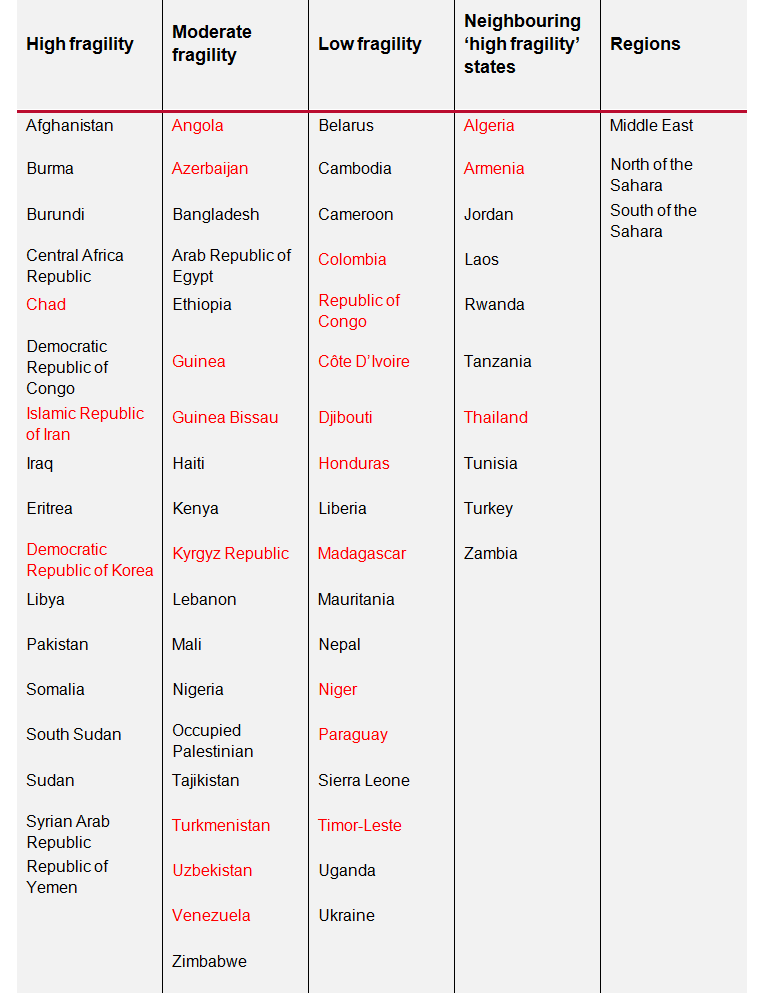 High fragility
Moderate
fragility
Low fragility
Neighbouring
‘high fragility’
states
Regions
Afghanistan
Angola
Belarus
Algeria
Middle East
Burma
Azerbaijan
Cambodia
Armenia
North of the
Sahara
Burundi
Bangladesh
Cameroon
Jordan
South of the
Sahara
Central Africa
Republic
Arab Republic of
Egypt
Colombia
Laos
Chad
Ethiopia
Republic of
Congo
Rwanda
Democratic
Republic of
Congo
Guinea
Côte D’Ivoire
Tanzania
Islamic Republic
of Iran
Guinea Bissau
Djibouti
Thailand
Iraq
Haiti
Honduras
Tunisia
Eritrea
Kenya
Liberia
Turkey
Democratic
Republic of Korea
Kyrgyz Republic
Madagascar
Zambia
Libya
Lebanon
Mauritania
Pakistan
Mali
Nepal
Somalia
Nigeria
Niger
South Sudan
Occupied
Palestinian
Paraguay
Sudan
Tajikistan
Sierra Leone
Syrian Arab
Republic
Turkmenistan
Timor-Leste
Republic of
Yemen
Uzbekistan
Uganda
Venezuela
Ukraine
Zimbabwe